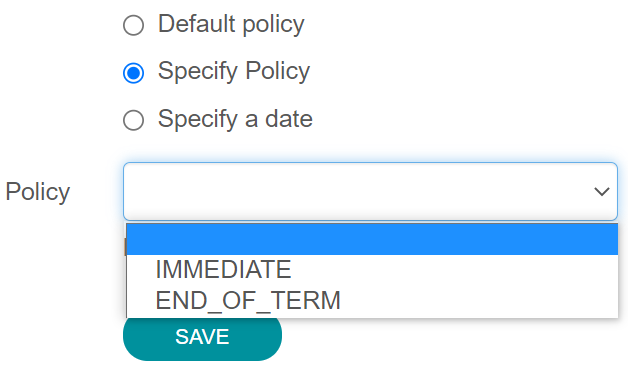 Default policy
Specify Policy
Specify a date
Policy
IMMEDIATE
END_OF_TERM
SAVE